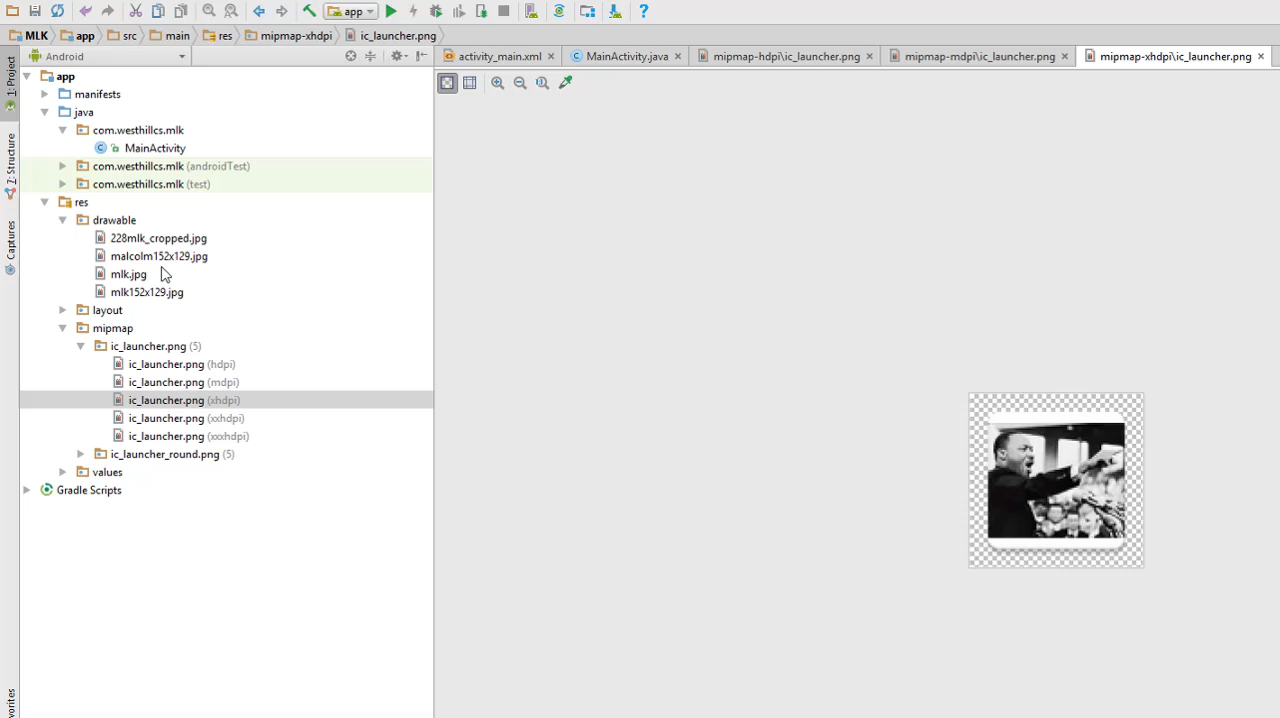 app
MLK app src main res mipmap-xhdpi ic_launcher.png
1: Project
Z: Structure
Captures
vorites
Android
app
manifests
java
com.westhillcs.mlk
MainActivity
com.westhillcs.mlk (androidTest)
com.westhillcs.mlk (test)
res
drawable
228mlk_cropped.jpg
malcolm152x129.jpg
mlk.jpg
mlk152x129.jpg
layout
mipmap
ic_launcher.png (5)
ic_launcher.png (hdpi)
ic_launcher.png (mdpi)
ic_launcher.png (xhdpi)
ic_launcher.png (xxhdpi)
ic_launcher.png (xxxhdpi)
ic_launcher_round.png (5)
values
Gradle Scripts
activity_main.xml MainActivity.java mipmap-hdpi\ic_launcher.png mipmap-mdpi\ic_launcher.png mipmap-xhdpi\ic_launcher.png